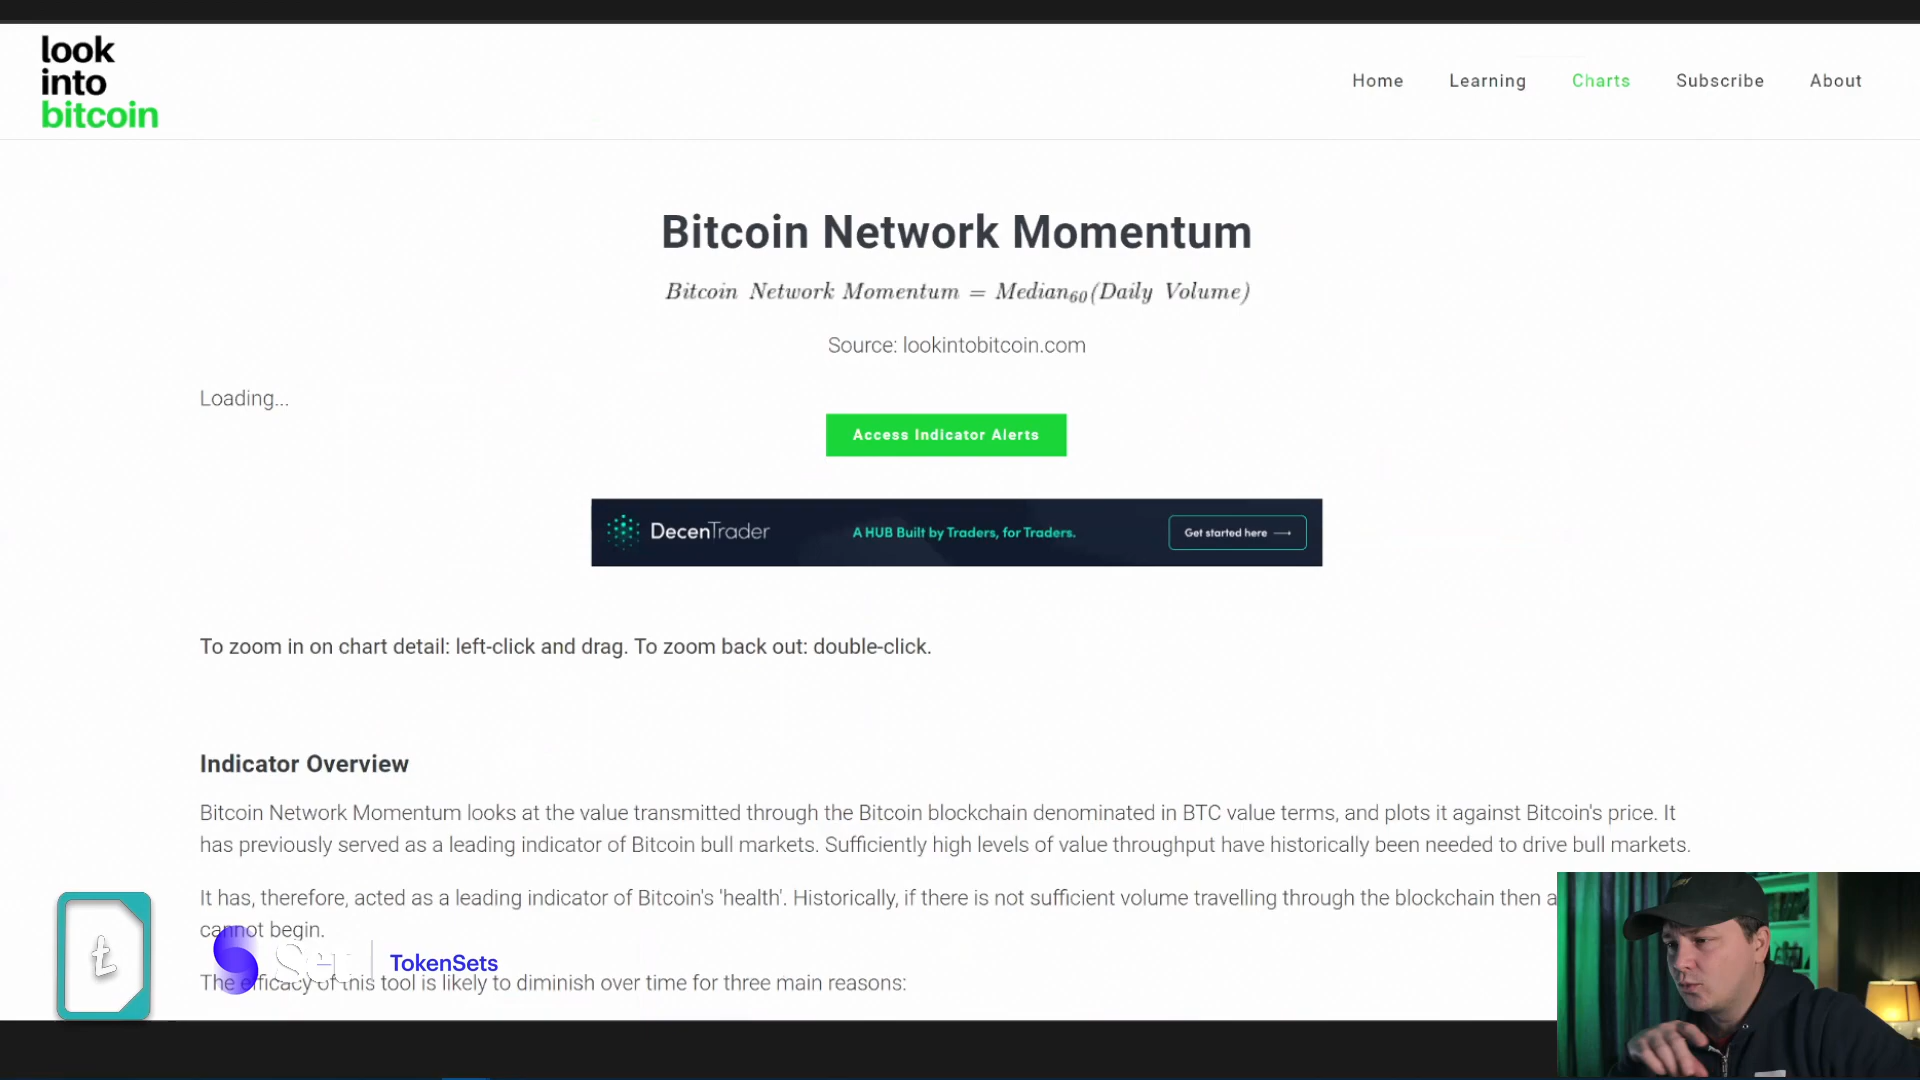 look
into
bitcoin
Home Learning Charts Subscribe About
Bitcoin Network Momentum
Bitcoin Network Momentum = Median60(Daily Volume)
Source: lookintobitcoin.com
Loading...
Access Indicator Alerts
DecenTrader A HUB Built by Traders, for Traders. Get started here →
To zoom in on chart detail: left-click and drag. To zoom back out: double-click.
Indicator Overview
Bitcoin Network Momentum looks at the value transmitted through the Bitcoin blockchain denominated in BTC value terms, and plots it against Bitcoin's price. It
has previously served as a leading indicator of Bitcoin bull markets. Sufficiently high levels of value throughput have historically been needed to drive bull markets.
It has, therefore, acted as a leading indicator of Bitcoin's 'health'. Historically, if there is not sufficient volume travelling through the blockchain then a
cannot begin.
Set TokenSets
The efficacy of this tool is likely to diminish over time for three main reasons: